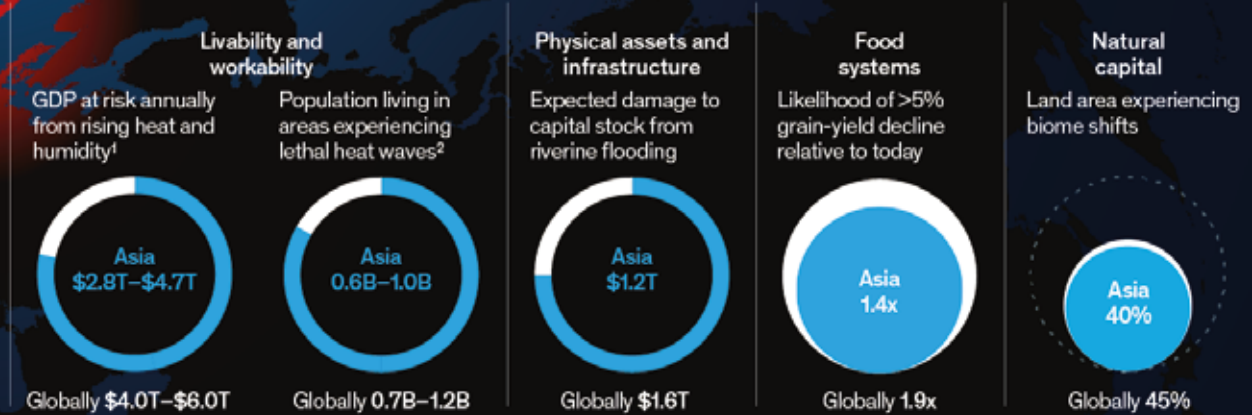 Livability and
workability
GDP at risk annually
from rising heat and
humidity¹
Asia
$2.8T–$4.7T
Globally $4.0T–$6.0T
Population living in
areas experiencing
lethal heat waves²
Asia
0.6B–1.0B
Globally 0.7B–1.2B
Physical assets and
infrastructure
Expected damage to
capital stock from
riverine flooding
Asia
$1.2T
Globally $1.6T
Food
systems
Likelihood of >5%
grain-yield decline
relative to today
Asia
1.4x
Globally 1.9x
Natural
capital
Land area experiencing
biome shifts
Asia
40%
Globally 45%